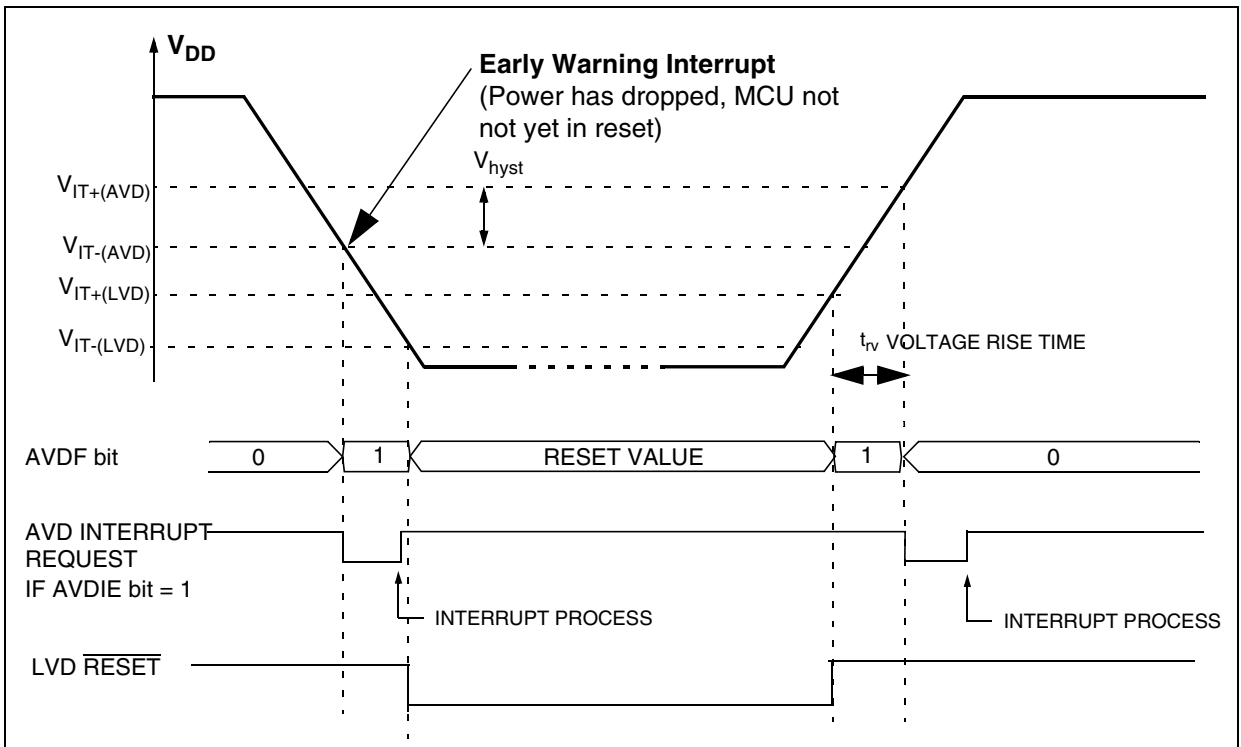 VDD
Early Warning Interrupt
(Power has dropped, MCU not
not yet in reset)
Vhyst
VIT+(AVD)
VIT-(AVD)
VIT+(LVD)
VIT-(LVD)
trv VOLTAGE RISE TIME
AVDF bit
0
1
RESET VALUE
1
0
AVD INTERRUPT
REQUEST
IF AVDIE bit = 1
INTERRUPT PROCESS
INTERRUPT PROCESS
LVD RESET